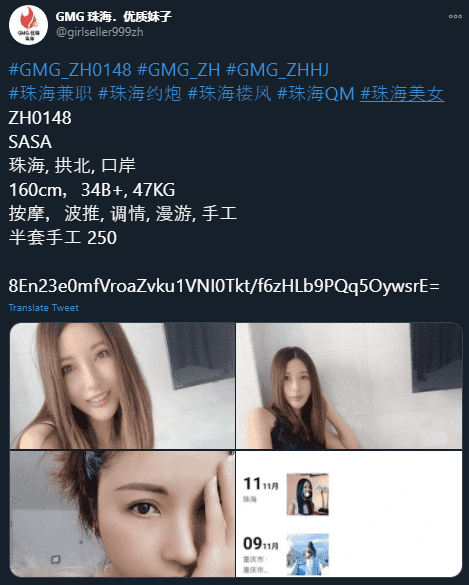 GMG 珠海．优质妹子
@girlseller999zh
#GMG_ZH0148 #GMG_ZH #GMG_ZHHJ
#珠海兼职 #珠海约炮 #珠海楼凤 #珠海QM #珠海美女
ZH0148
SASA
珠海, 拱北, 口岸
160cm，34B+, 47KG
按摩，波推, 调情, 漫游, 手工
半套手工 250
8En23e0mfVroaZvku1VNI0Tkt/f6zHLb9PQq5OywsrE=
Translate Tweet
11 11月
珠海
09 11月
重庆市 ·
重庆市...